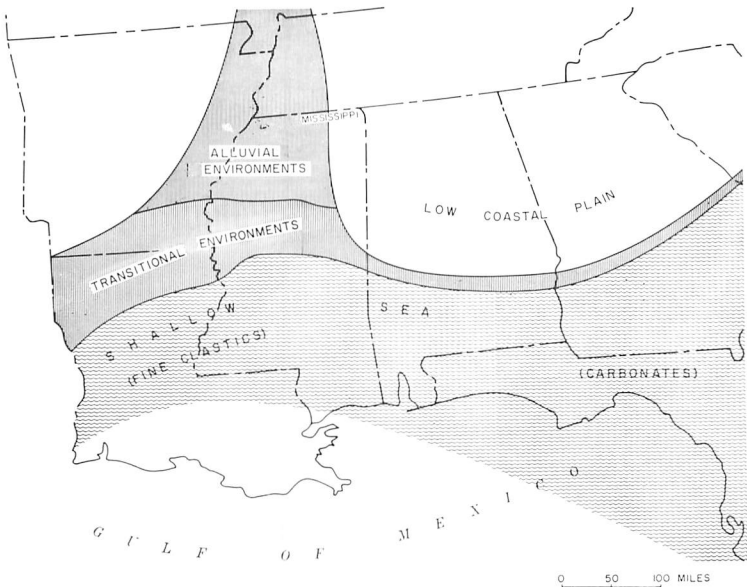 (MISSISSIPPI)
ALLUVIAL
ENVIRONMENTS
LOW COASTAL PLAIN
TRANSITIONAL ENVIRONMENTS
SHALLOW SEA
(FINE CLASTICS)
(CARBONATES)
GULF OF MEXICO
0 50 100 MILES